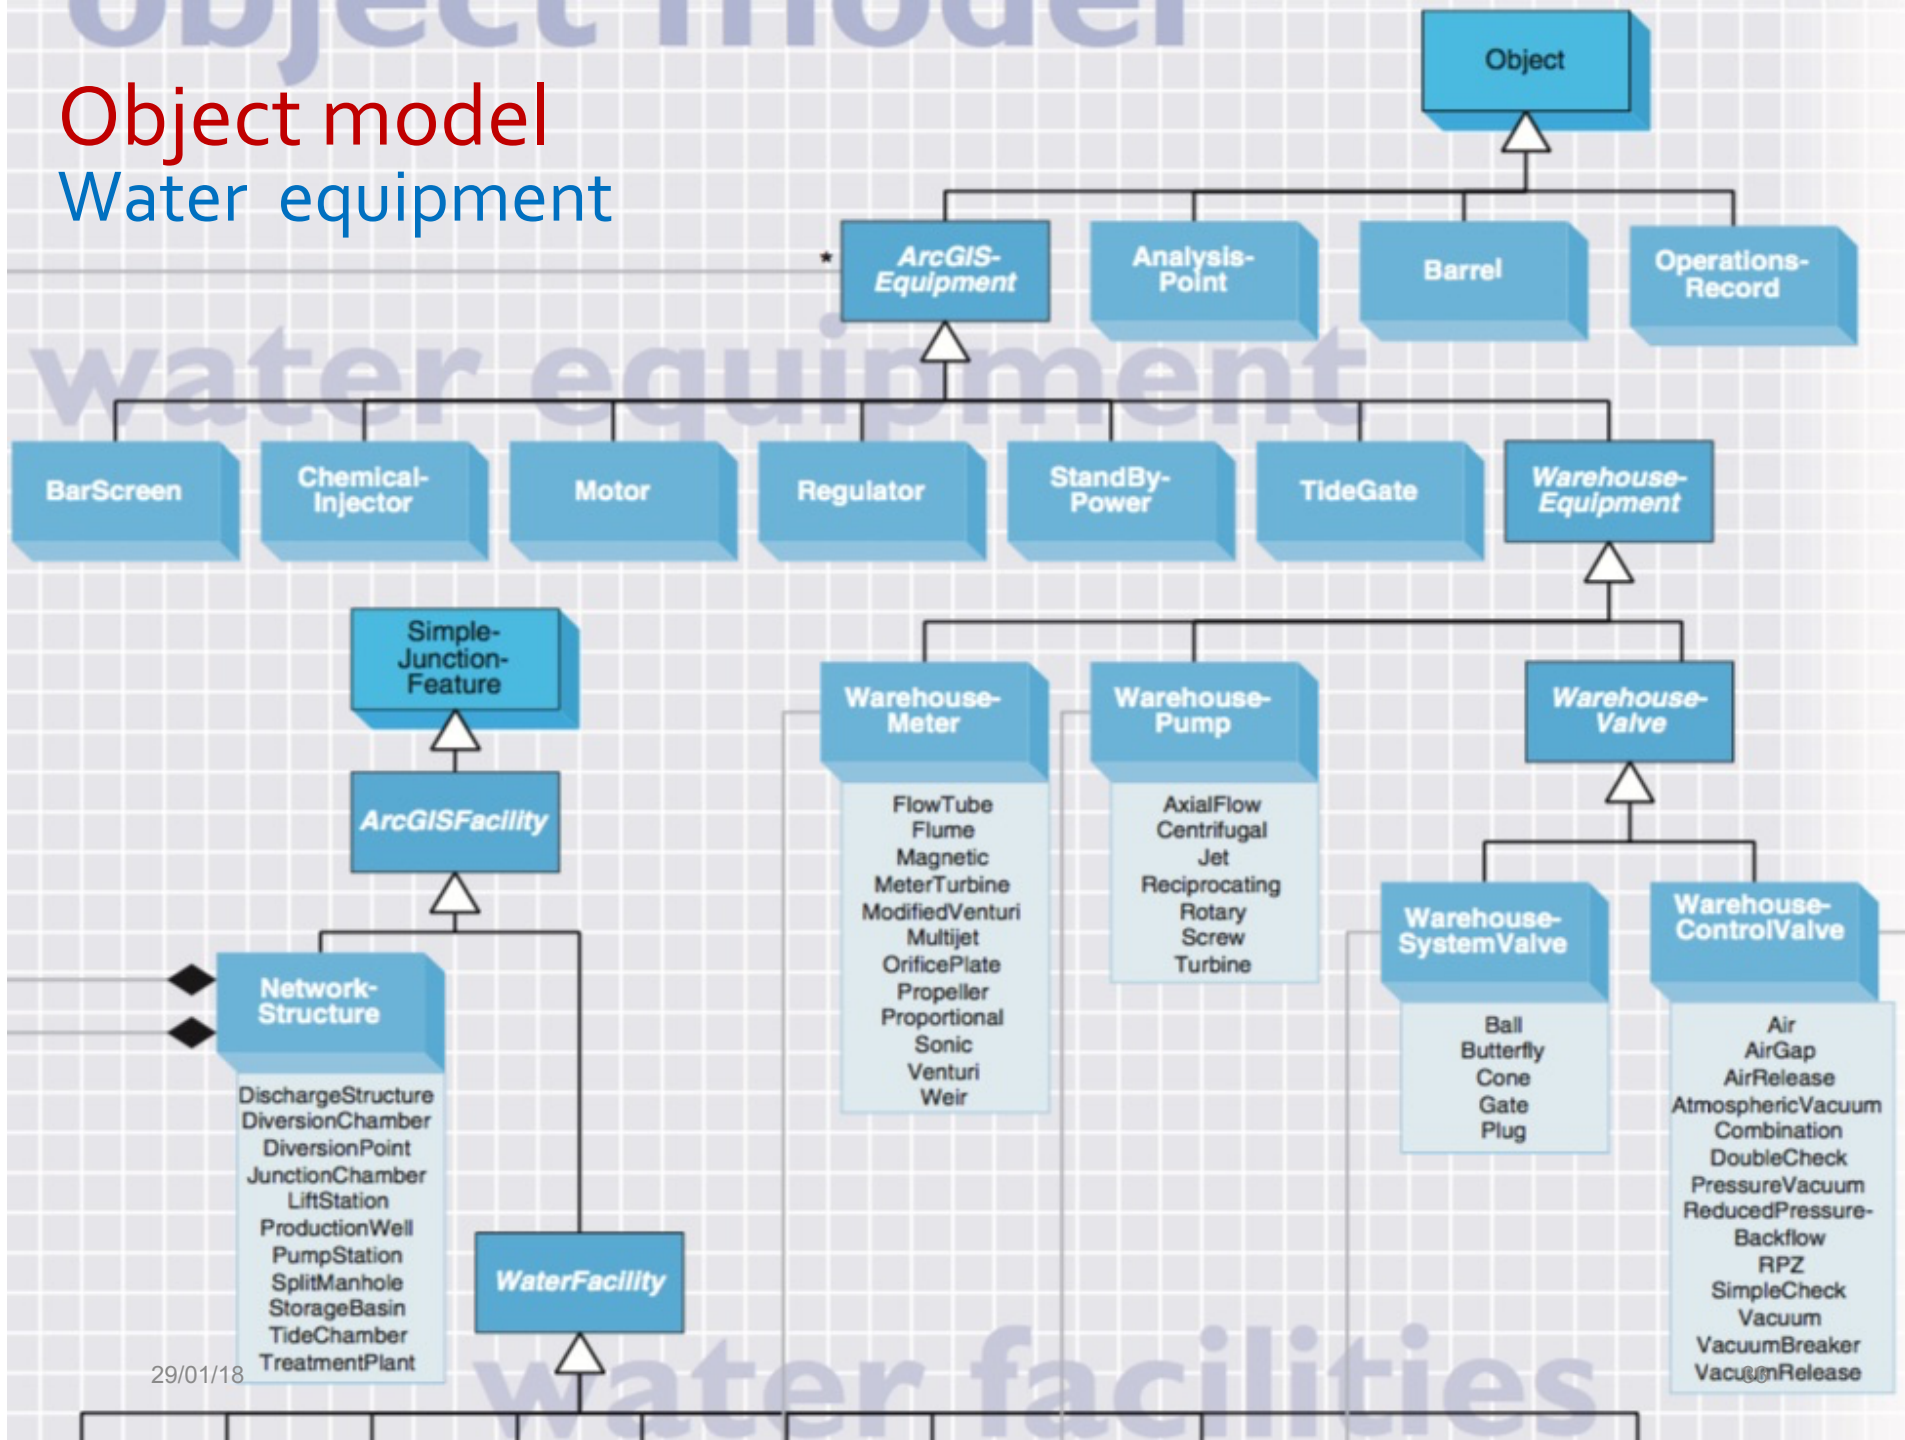 object model
Object model
Water equipment
Object
*
ArcGIS-
Equipment
Analysis-
Point
Barrel
Operations-
Record
water equipment
BarScreen
Chemical-
Injector
Motor
Regulator
StandBy-
Power
TideGate
Warehouse-
Equipment
Simple-
Junction-
Feature
ArcGISFacility
Warehouse-
Meter
FlowTube
Flume
Magnetic
MeterTurbine
ModifiedVenturi
Multijet
OrificePlate
Propeller
Proportional
Sonic
Venturi
Weir
Warehouse-
Pump
AxialFlow
Centrifugal
Jet
Reciprocating
Rotary
Screw
Turbine
Warehouse-
Valve
Warehouse-
SystemValve
Ball
Butterfly
Cone
Gate
Plug
Warehouse-
ControlValve
Air
AirGap
AirRelease
AtmosphericVacuum
Combination
DoubleCheck
PressureVacuum
ReducedPressure-
Backflow
RPZ
SimpleCheck
Vacuum
VacuumBreaker
VacuumRelease
Network-
Structure
DischargeStructure
DiversionChamber
DiversionPoint
JunctionChamber
LiftStation
ProductionWell
PumpStation
SplitManhole
StorageBasin
TideChamber
TreatmentPlant
WaterFacility
water facilities
29/01/18